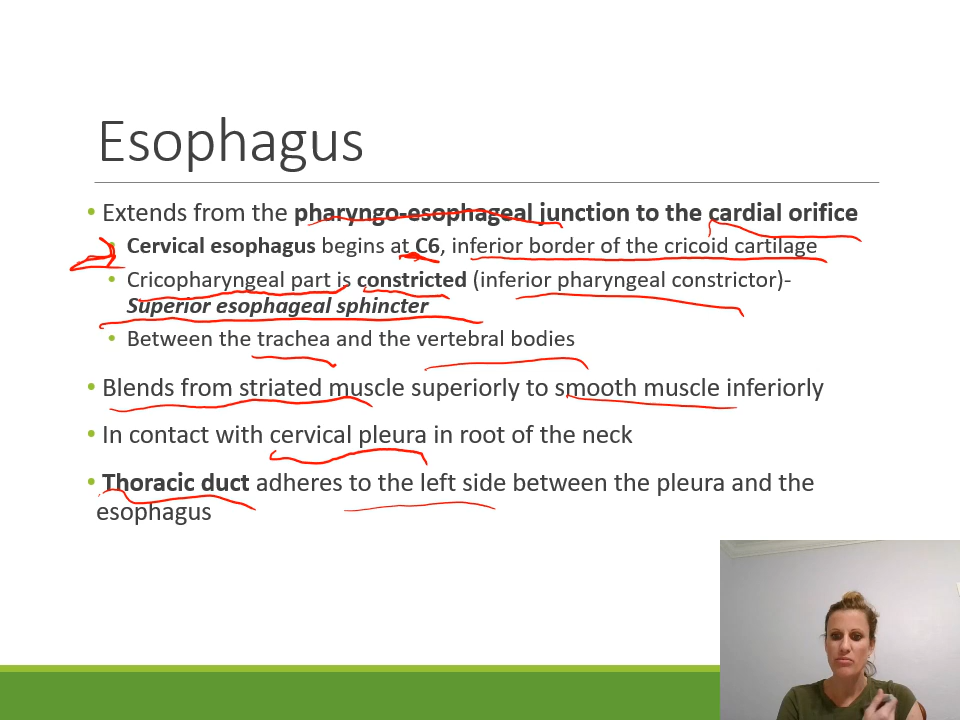 Esophagus
• Extends from the pharyngo-esophageal junction to the cardial orifice
• Cervical esophagus begins at C6, inferior border of the cricoid cartilage
• Cricopharyngeal part is constricted (inferior pharyngeal constrictor)-
Superior esophageal sphincter
• Between the trachea and the vertebral bodies
• Blends from striated muscle superiorly to smooth muscle inferiorly
• In contact with cervical pleura in root of the neck
• Thoracic duct adheres to the left side between the pleura and the
esophagus